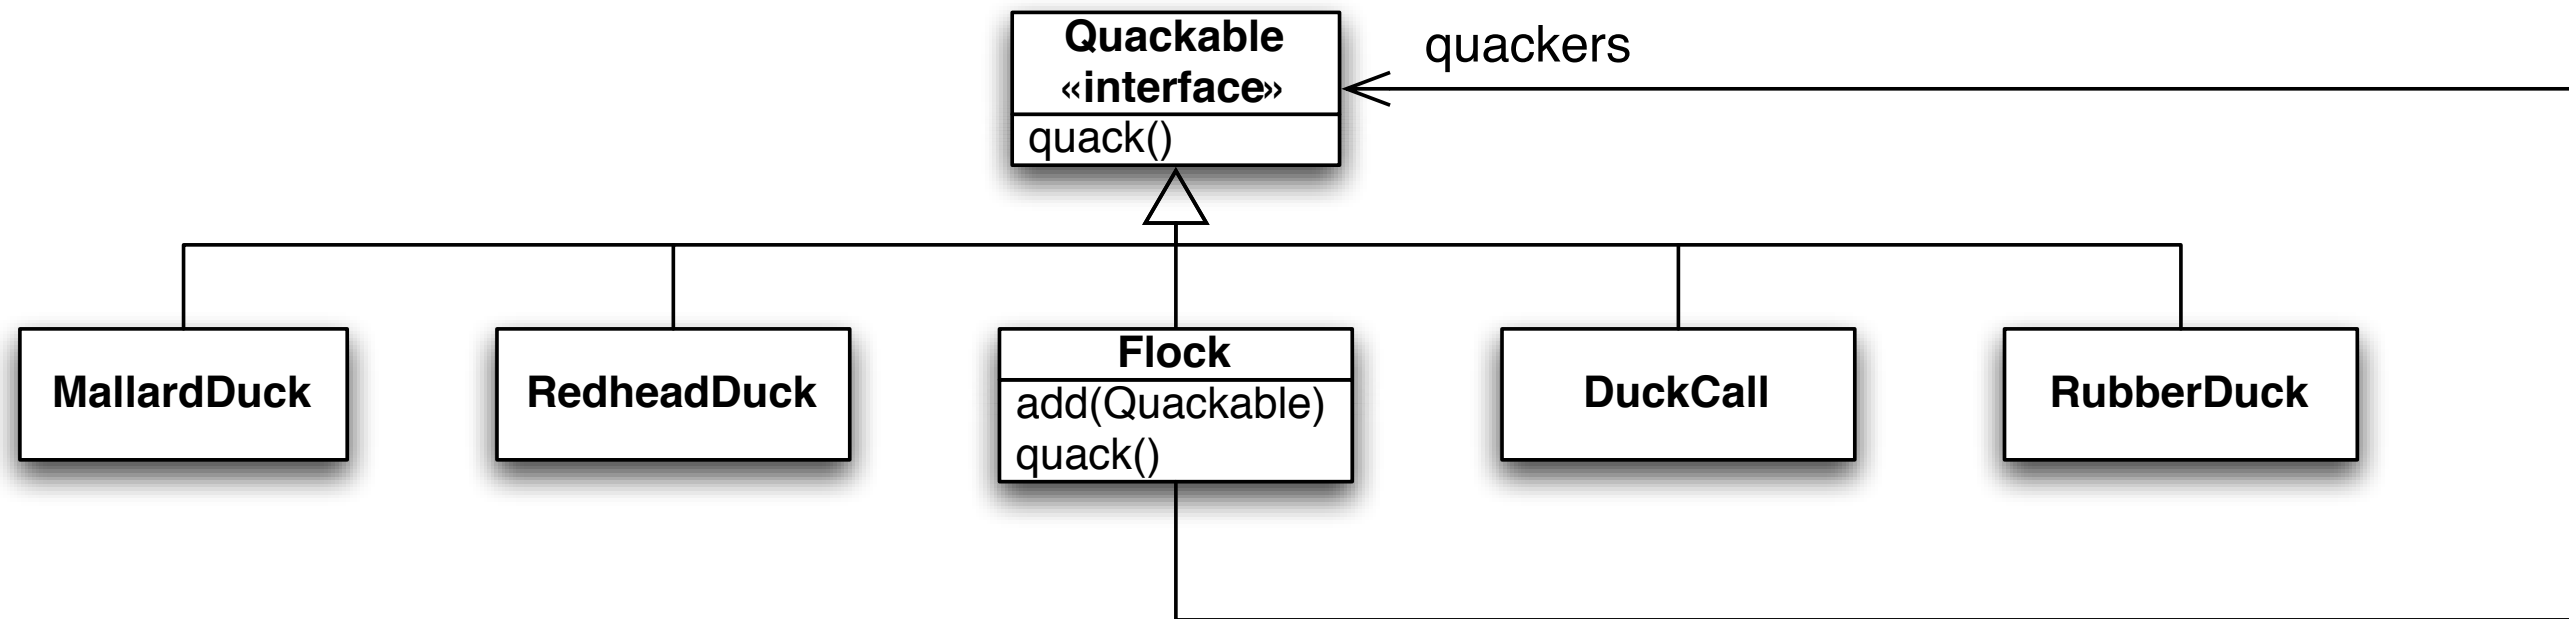 Quackable
«interface»
quack()
quackers
MallardDuck
RedheadDuck
Flock
add(Quackable)
quack()
DuckCall
RubberDuck